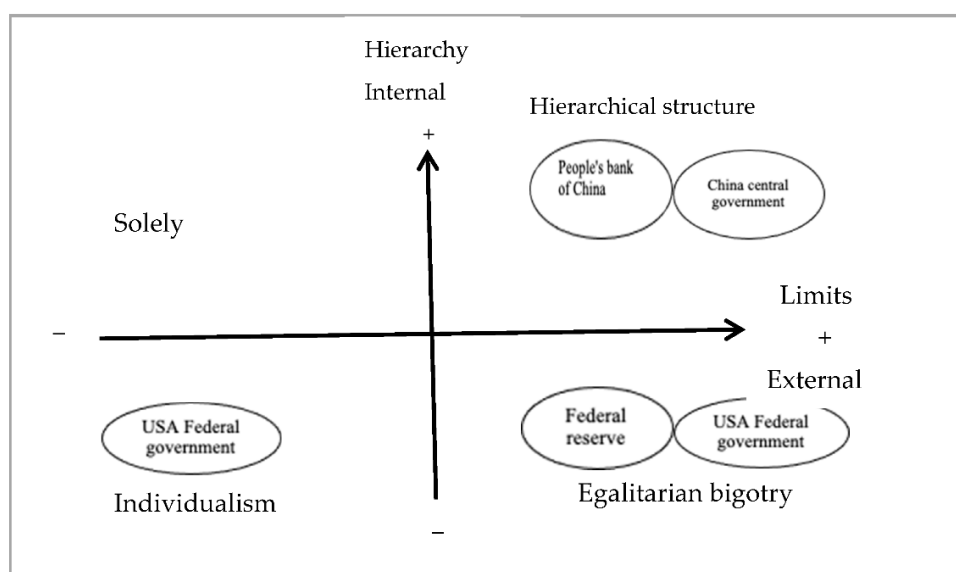 Hierarchy
Internal
+
Hierarchical structure
People's bank
of China
China central
government
Solely
Limits
−
+
External
USA Federal
government
Federal
reserve
USA Federal
government
Individualism
Egalitarian bigotry
−